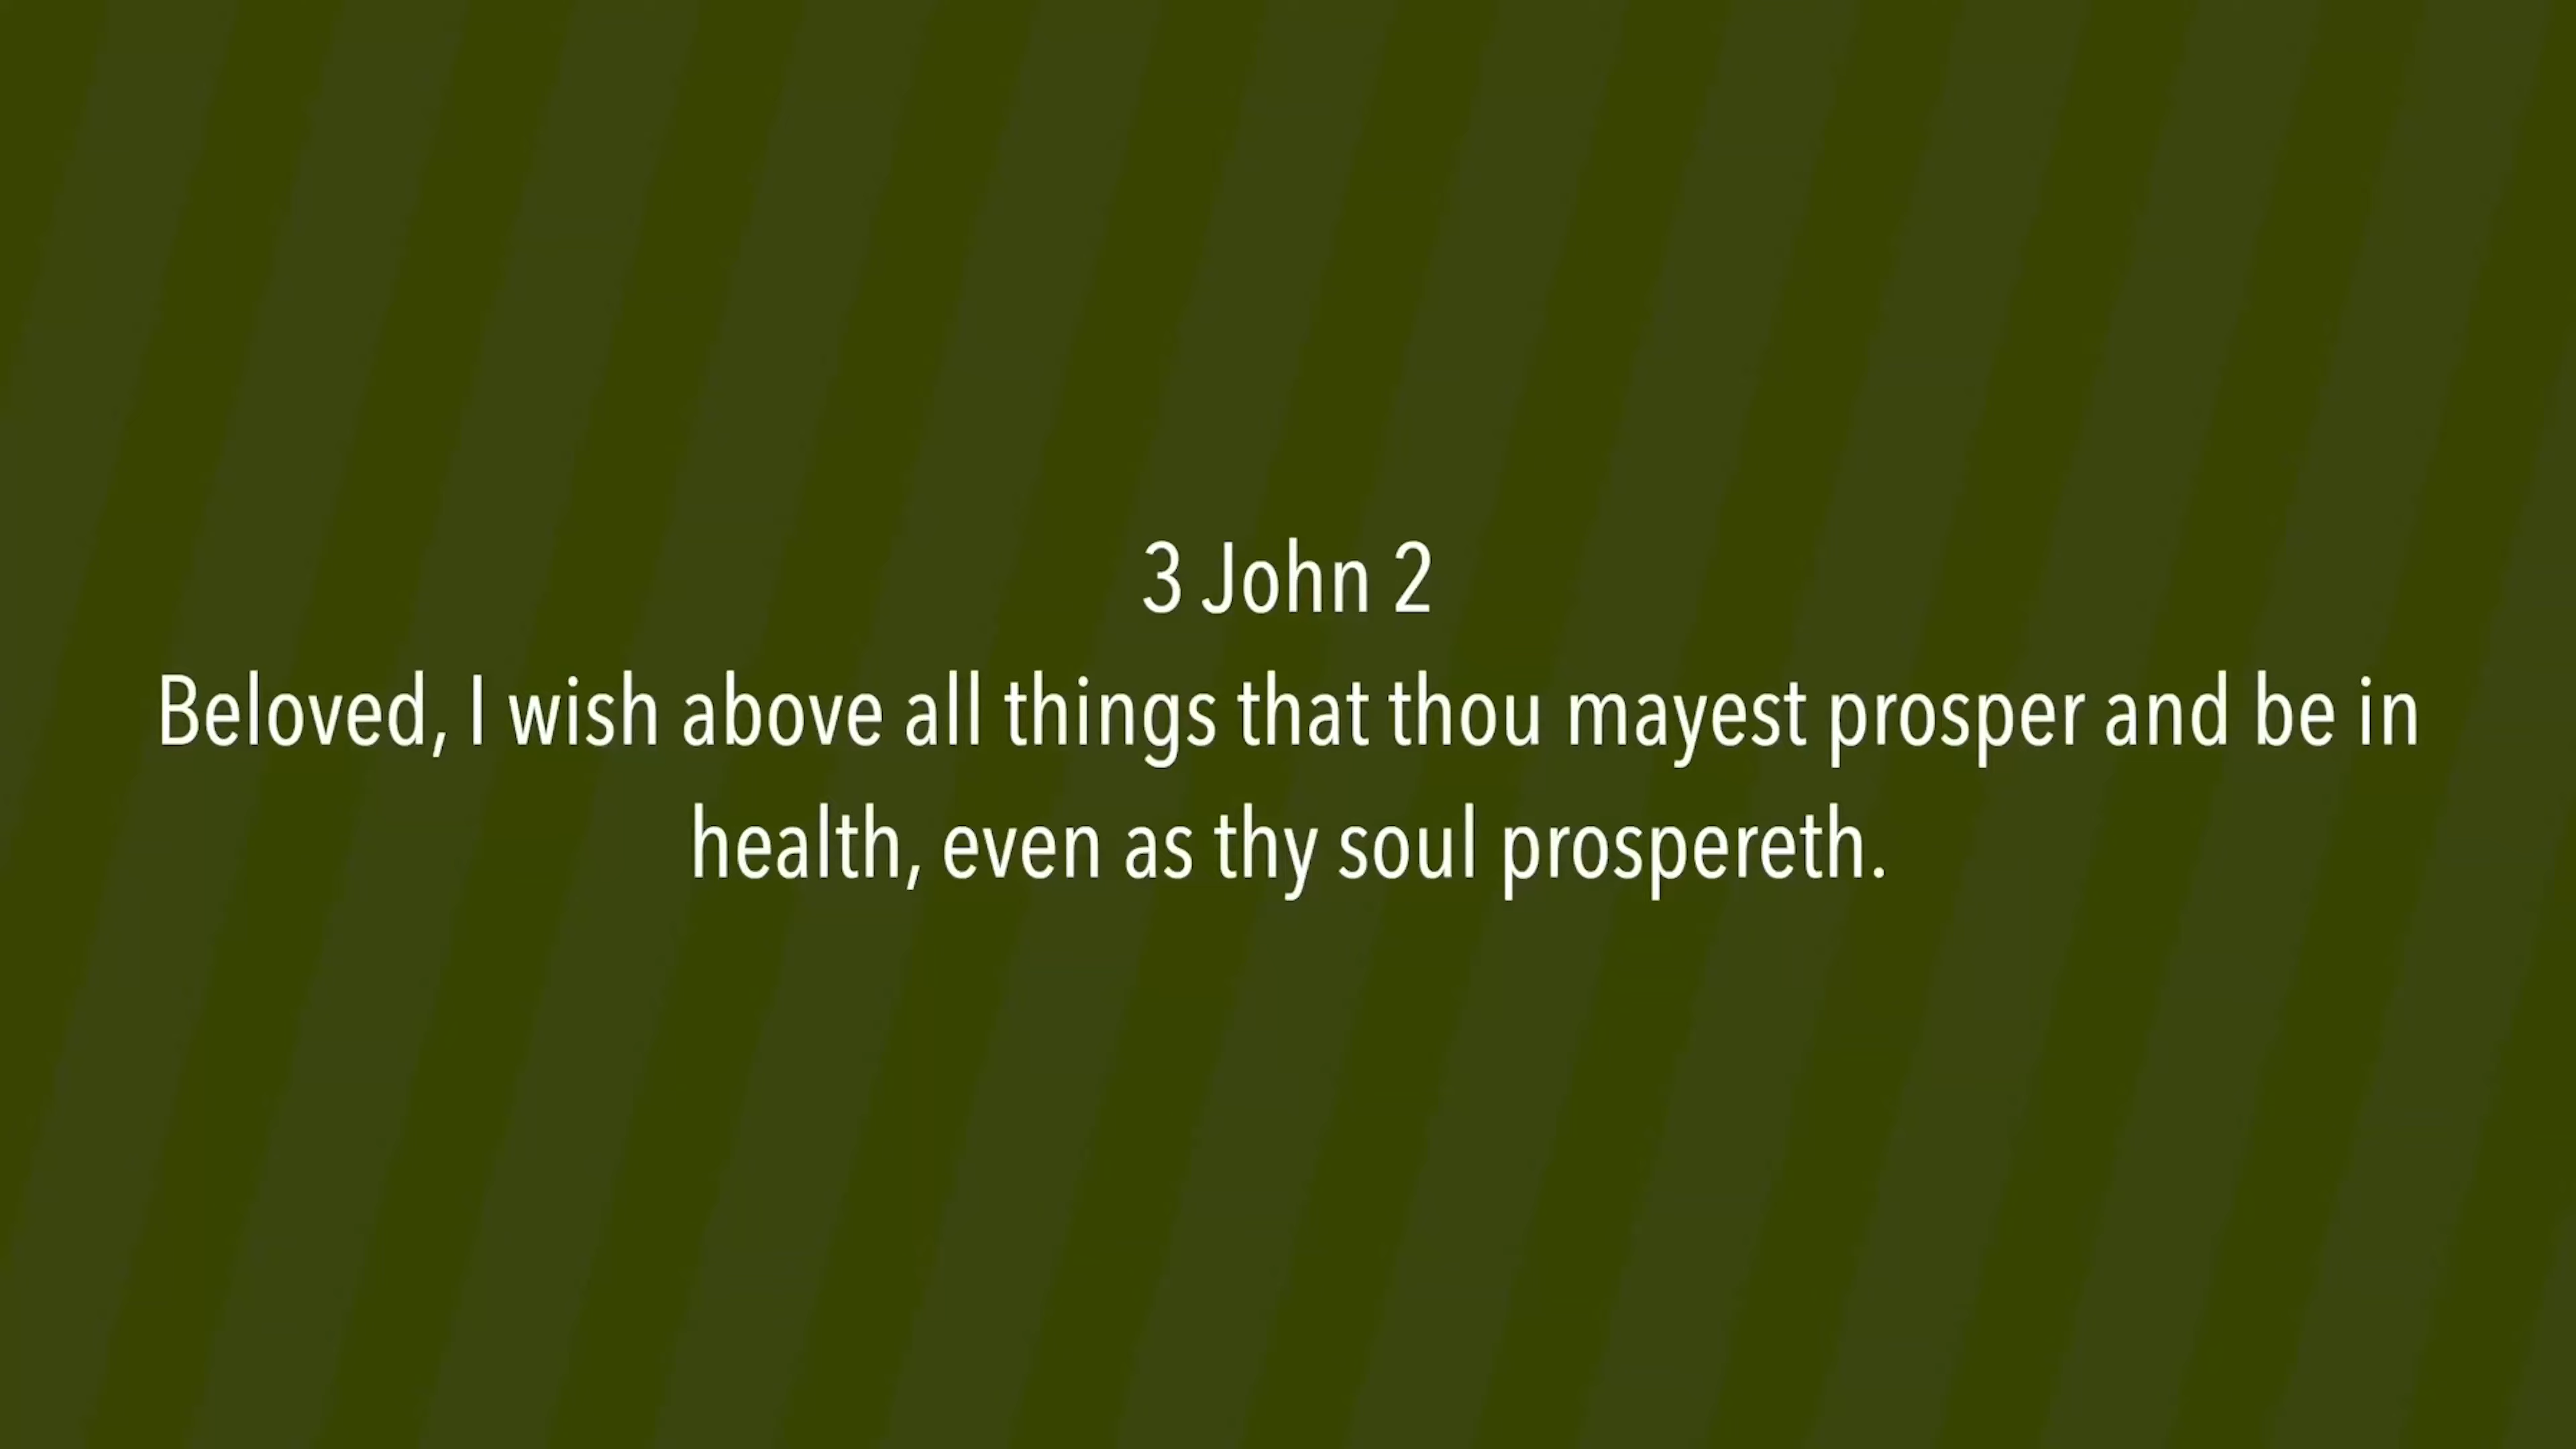 3 John 2
Beloved, I wish above all things that thou mayest prosper and be in
health, even as thy soul prospereth.